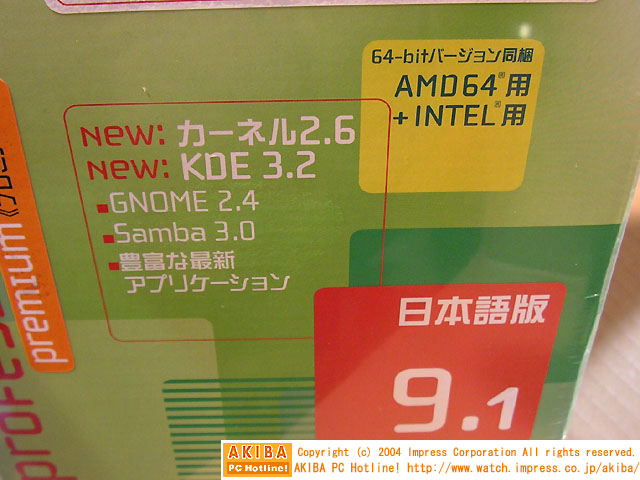 64-bitバージョン同梱
AMD64®用
+INTEL®用
New: カーネル2.6
New: KDE 3.2
■GNOME 2.4
■Samba 3.0
■豊富な最新
アプリケーション
premium
日本語版
9.1
AKIBA
PC Hotline!
Copyright (c) 2004 Impress Corporation All rights reserved.
AKIBA PC Hotline! http://www.watch.impress.co.jp/akiba/